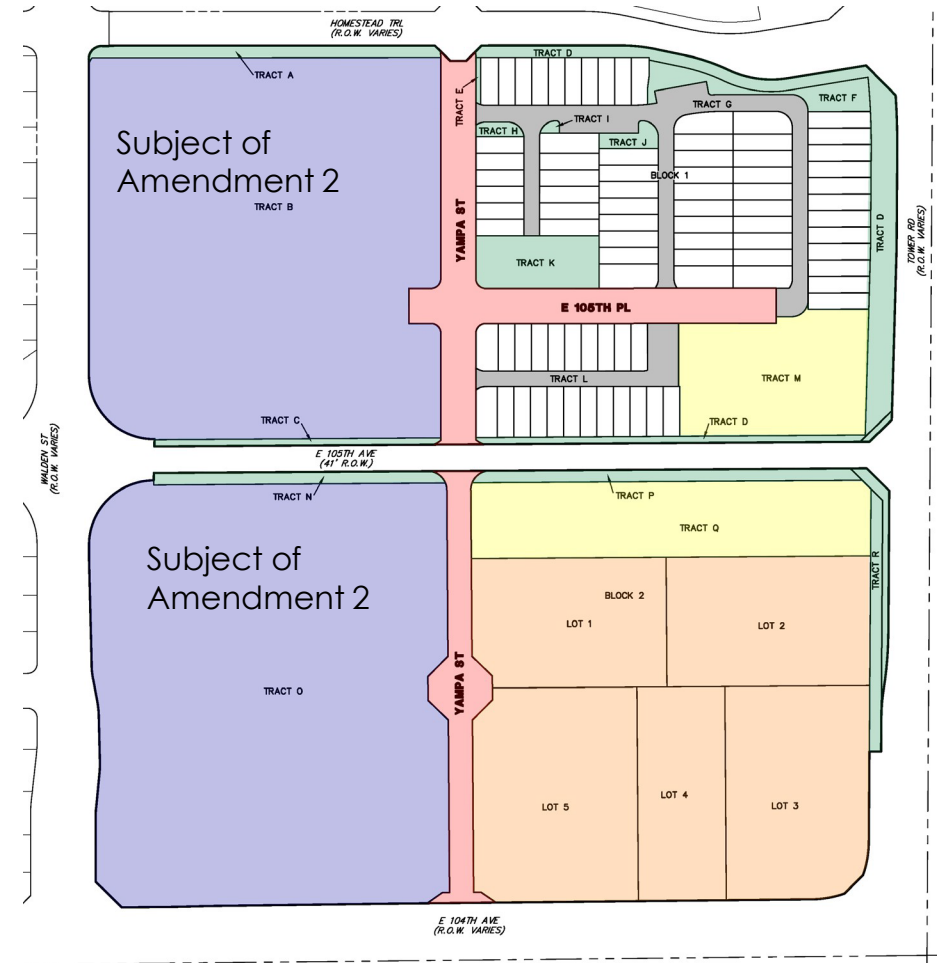 HOMESTEAD TRL
(R.O.W. VARIES)
TRACT D
TRACT A
TRACT E
TRACT G
TRACT F
TRACT I
TRACT H
TRACT J
Subject of
Amendment 2
TRACT B
BLOCK 1
YAMPA ST
TRACT D
TOWER RD
(R.O.W. VARIES)
TRACT K
E 105TH PL
TRACT L
TRACT M
TRACT C
TRACT D
E 105TH AVE
(41' R.O.W.)
WALDEN ST
(R.O.W. VARIES)
TRACT N
TRACT P
TRACT Q
Subject of
Amendment 2
TRACT R
BLOCK 2
LOT 1
LOT 2
TRACT O
YAMPA ST
LOT 5
LOT 4
LOT 3
E 104TH AVE
(R.O.W. VARIES)